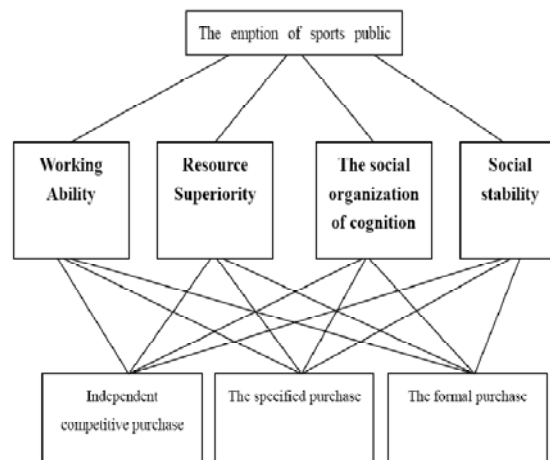 The emption of sports public
Working
Ability
Resource
Superiority
The social
organization
of cognition
Social
stability
Independent
competitive purchase
The specified purchase
The formal purchase